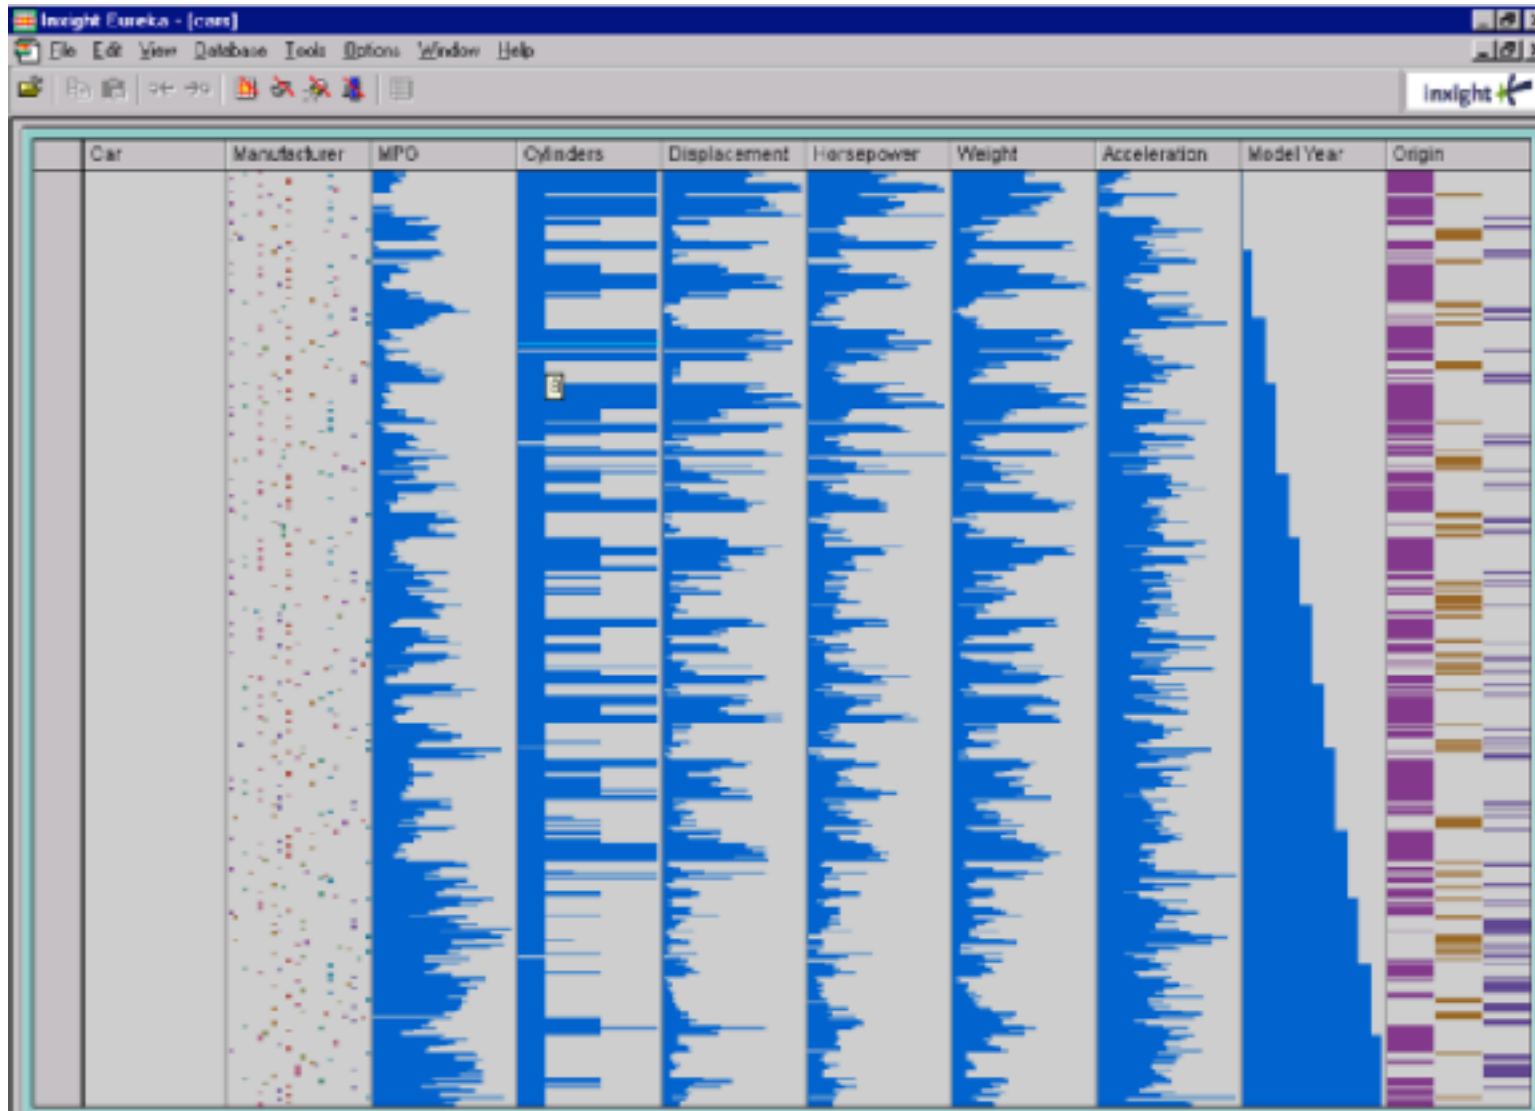 Inxight Eureka - [cars]
File Edit View Database Tools Options Window Help
inxight
Car Manufacturer MPG Cylinders Displacement Horsepower Weight Acceleration Model Year Origin
8